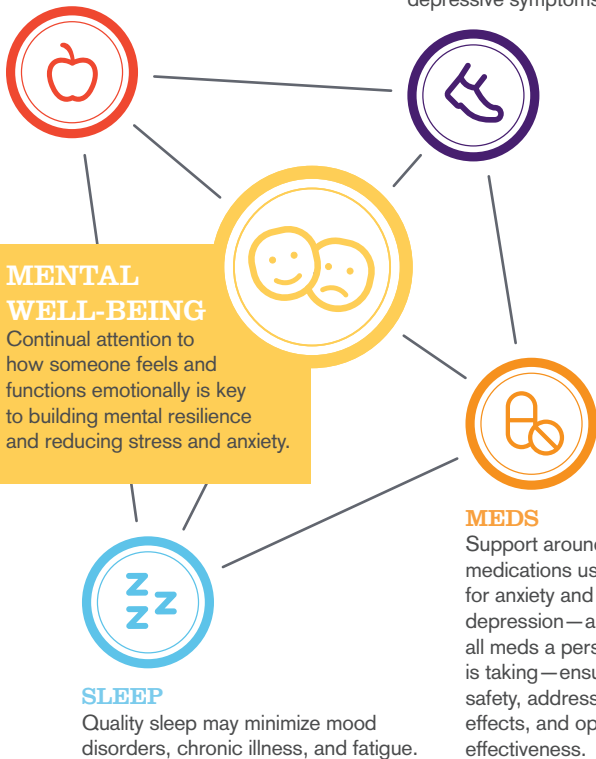 depressive symptoms
MENTAL
WELL-BEING
Continual attention to
how someone feels and
functions emotionally is key
to building mental resilience
and reducing stress and anxiety.
MEDS
Support around
medications us
for anxiety and
depression—a
all meds a pers
is taking—ensu
safety, address
effects, and op
effectiveness.
z
z
z
SLEEP
Quality sleep may minimize mood
disorders, chronic illness, and fatigue.